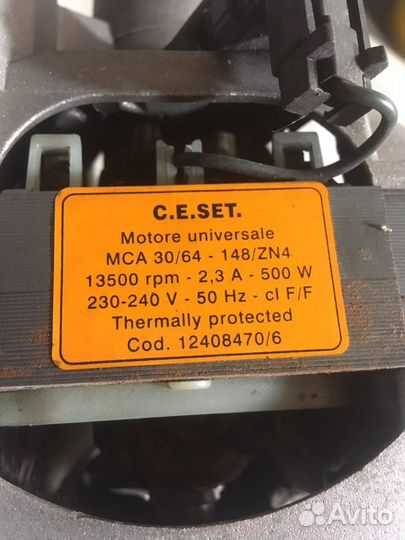 C.E.SET.
Motore universale
MCA 30/64 - 148/ZN4
13500 rpm - 2,3 A - 500 W
230-240 V - 50 Hz - cl F/F
Thermally protected
Cod. 12408470/6
Avito